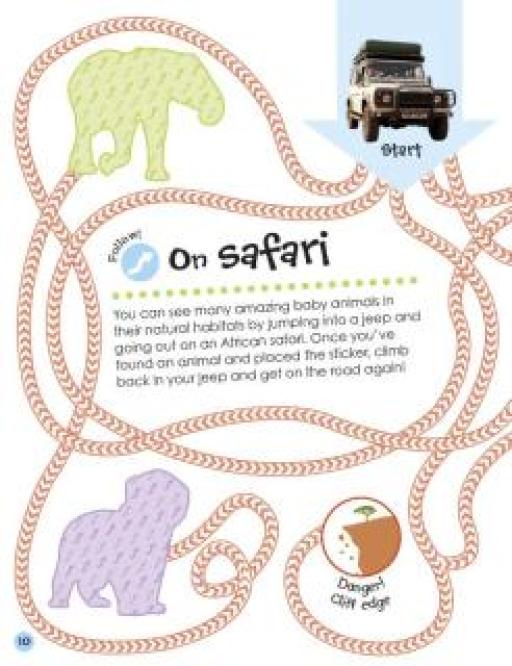 Start
Follow!
On safari
You can see many amazing baby animals in
their natural habitats by jumping into a jeep and
going out on an African safari. Once you've
found an animal and placed the sticker, climb
back in your jeep and get on the road again!
Danger!
Cliff edge
10